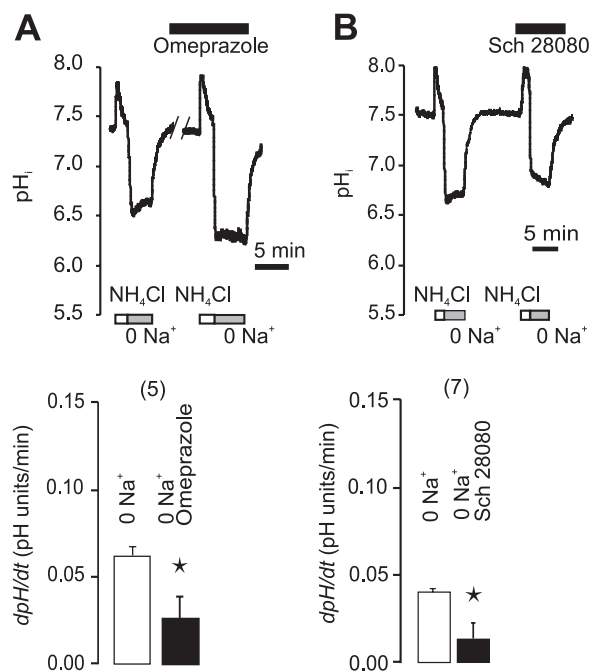 A
Omeprazole
8.0
7.5
7.0
6.5
6.0
5.5
pHi
5 min
NH4Cl NH4Cl
0 Na+ 0 Na+
B
Sch 28080
8.0
7.5
7.0
6.5
6.0
5.5
pHi
5 min
NH4Cl NH4Cl
0 Na+ 0 Na+
(5)
0.15
0.10
0.05
0.00
dpH/dt (pH units/min)
0 Na+
0 Na+
Omeprazole
★
(7)
0.15
0.10
0.05
0.00
dpH/dt (pH units/min)
0 Na+
0 Na+
Sch 28080
★